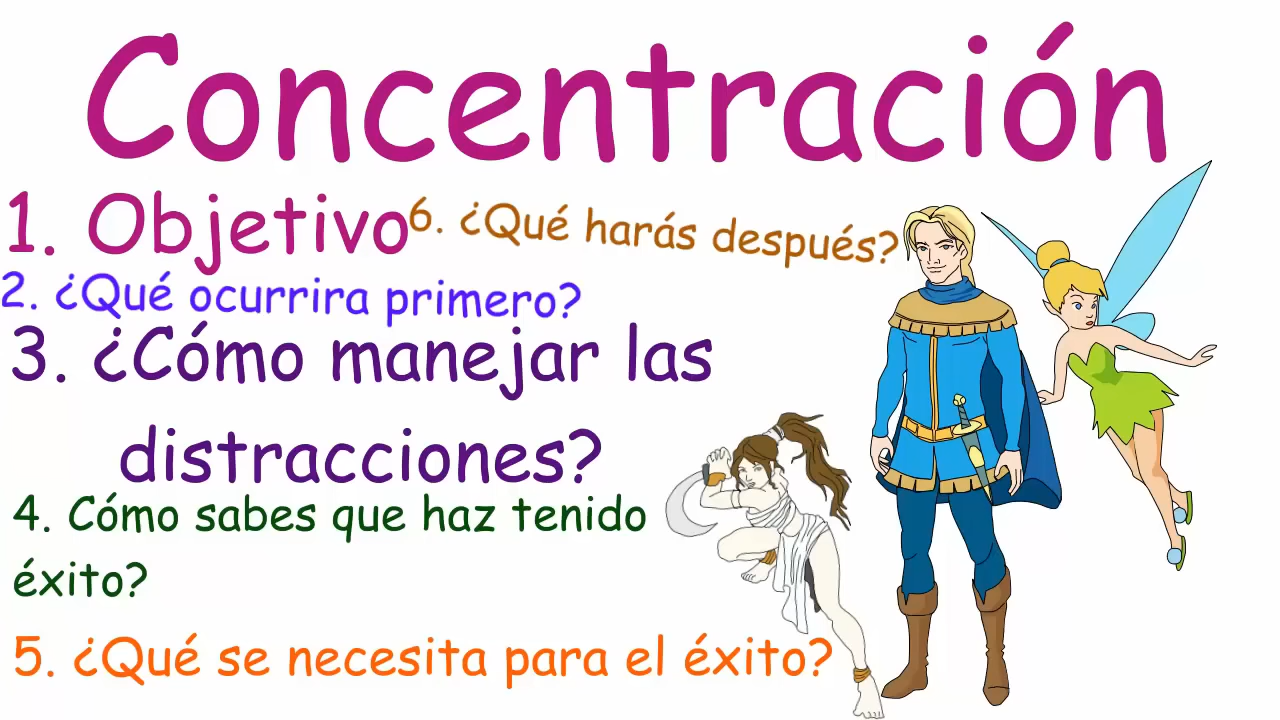 Concentración
1. Objetivo
6. ¿Qué harás después?
2. ¿Qué ocurrira primero?
3. ¿Cómo manejar las
distracciones?
4. Cómo sabes que haz tenido
éxito?
5. ¿Qué se necesita para el éxito?